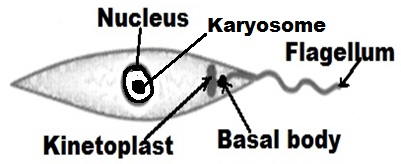 Nucleus
Karyosome
Flagellum
Kinetoplast
Basal body